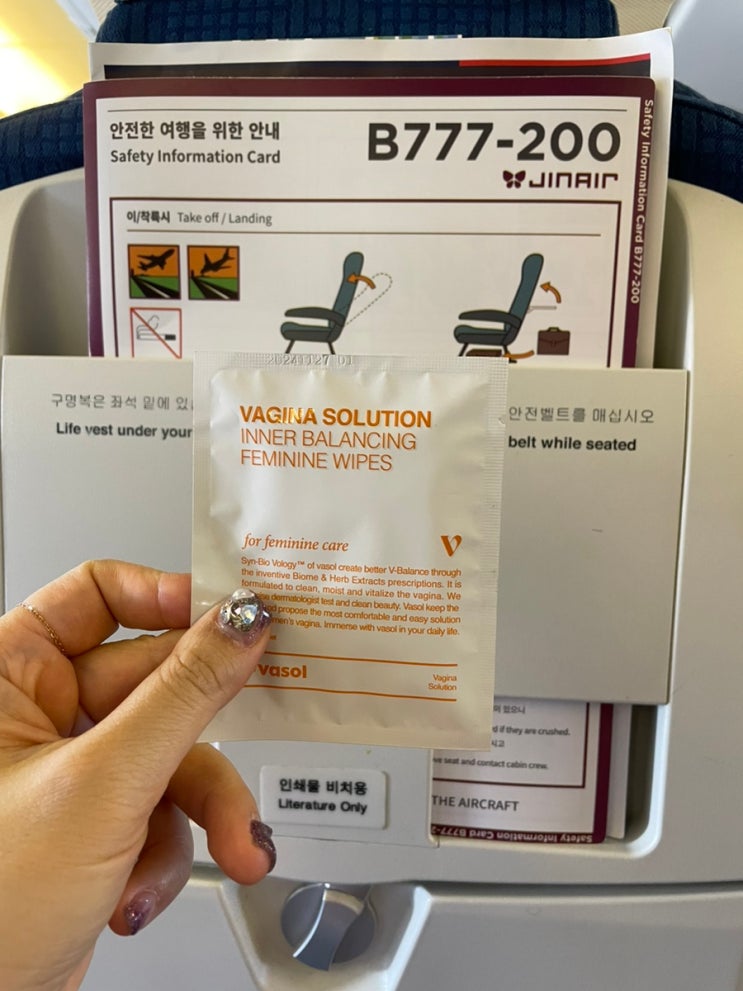 안전한 여행을 위한 안내
Safety Information Card
B777-200
JINAIR
Safety Information Card B777-200
이/착륙시 Take off / Landing
구명복은 좌석 밑에 있
Life vest under your
안전벨트를 매십시오
belt while seated
VAGINA SOLUTION
INNER BALANCING
FEMININE WIPES
for feminine care
Syn-Bio Vology™ of vasol create better V-Balance through
the inventive Biome & Herb Extracts prescriptions. It is
formulated to clean, moist and vitalize the vagina. We
dermatologist test and clean beauty. Vasol keep the
propose the most comfortable and easy solution
vagina. Immerse with vasol in your daily life.
vasol
Vagina
Solution
if they are crushed.
seat and contact cabin crew.
THE AIRCRAFT
Safety Information Card B777-2
인쇄물 비치용
Literature Only